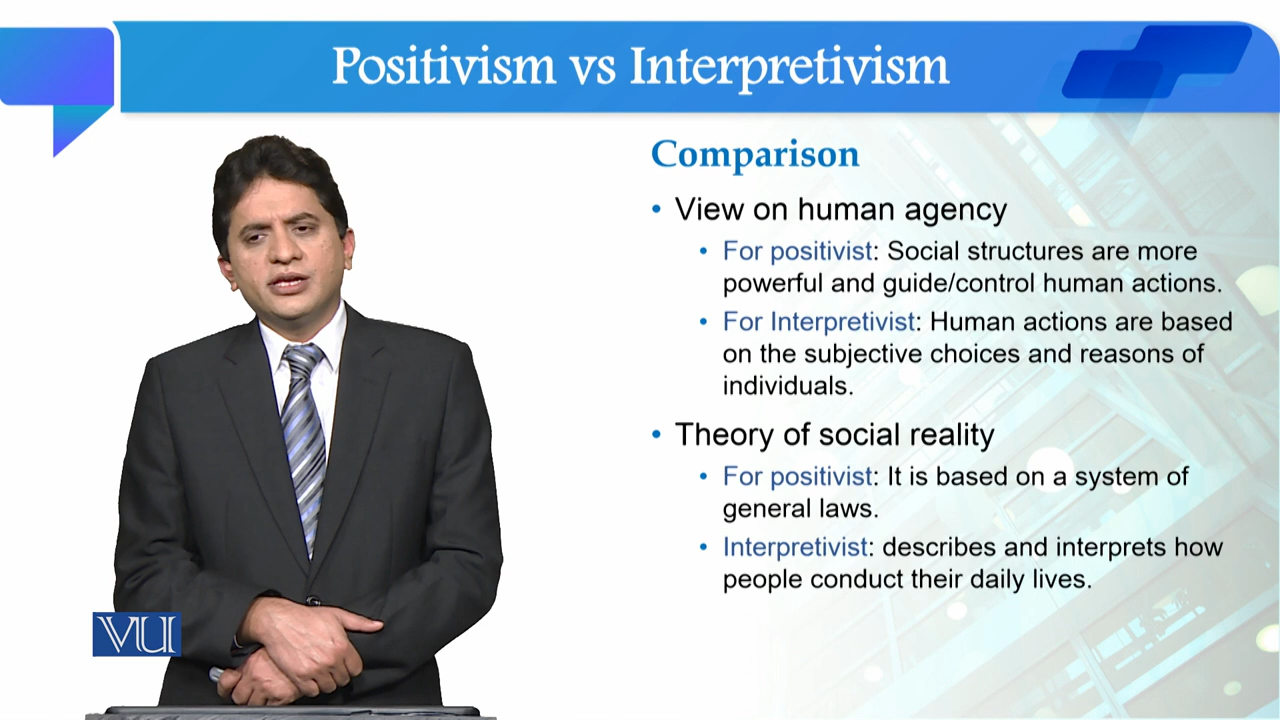 Positivism vs Interpretivism
Comparison
• View on human agency
• For positivist: Social structures are more
powerful and guide/control human actions.
• For Interpretivist: Human actions are based
on the subjective choices and reasons of
individuals.
• Theory of social reality
• For positivist: It is based on a system of
general laws.
• Interpretivist: describes and interprets how
people conduct their daily lives.
VU